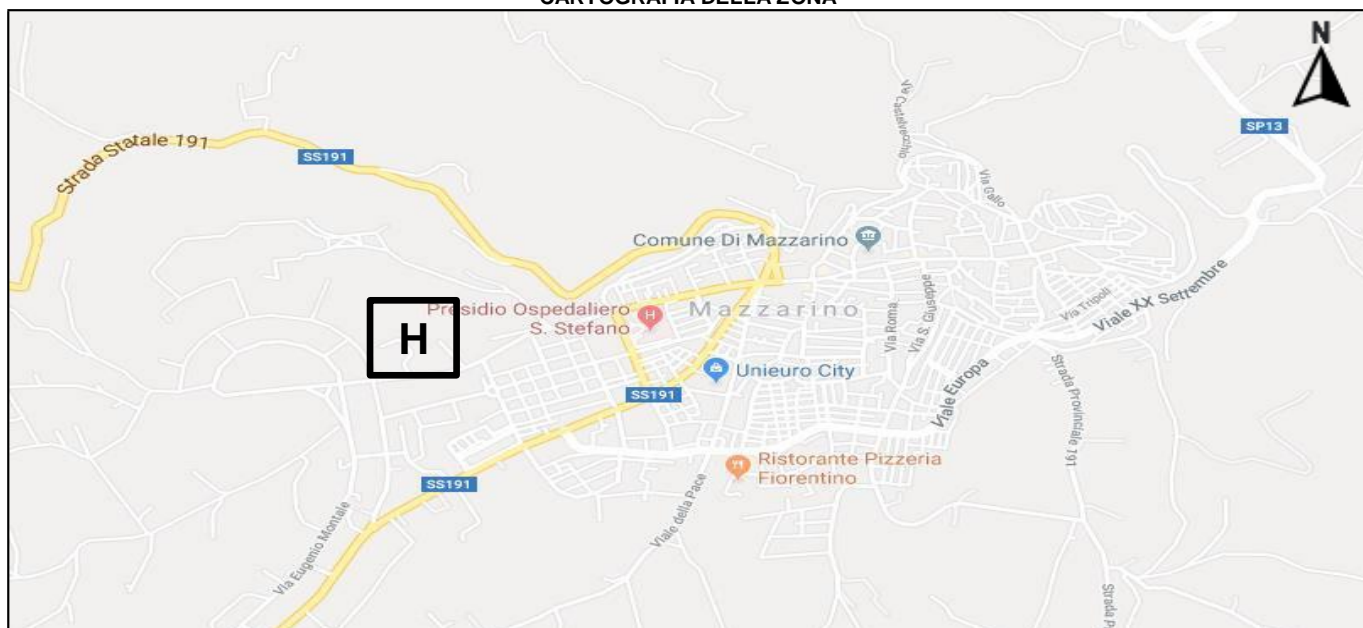 CARTOGRAFIA DELLA ZONA
N
SP13
Via Castelvecchio
Strada Statale 191
SS191
Via Gallo
Comune Di Mazzarino
Presidio Ospedaliero
S. Stefano
H
H
Mazzarino
Via Roma
Via S. Giuseppe
Via Tripoli
Viale XX Settembre
Unieuro City
SS191
Viale Europa
Strada Provinciale 191
Ristorante Pizzeria
Fiorentino
SS191
Viale della Pace
Via Eugenio Montale
Strada P